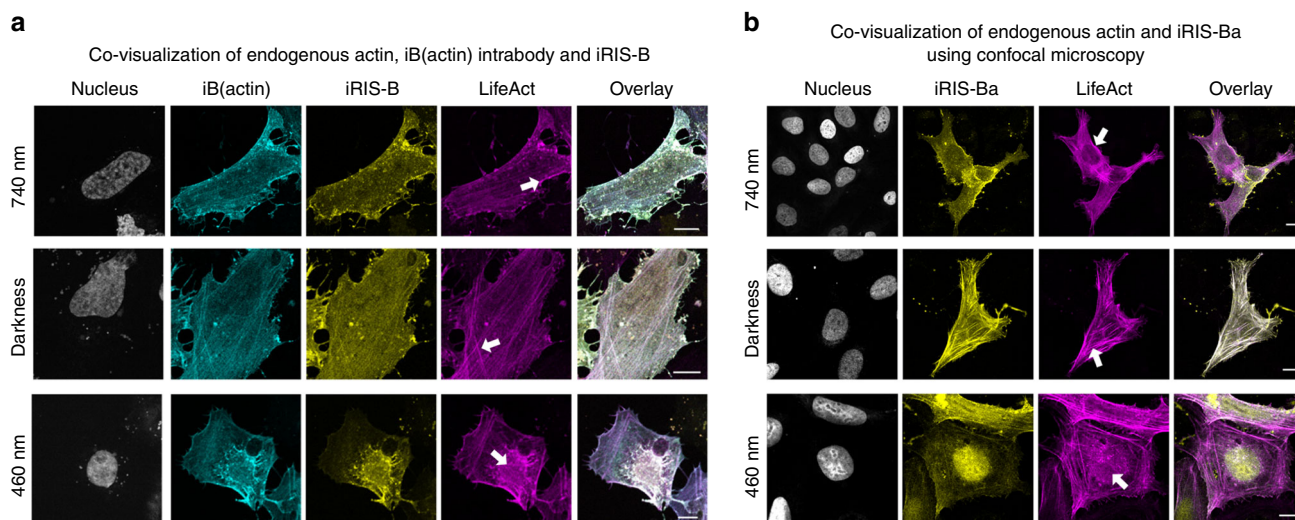 a
Co-visualization of endogenous actin, iB(actin) intrabody and iRIS-B
Nucleus iB(actin) iRIS-B LifeAct Overlay
740 nm
Darkness
460 nm
b
Co-visualization of endogenous actin and iRIS-Ba
using confocal microscopy
Nucleus iRIS-Ba LifeAct Overlay
740 nm
Darkness
460 nm